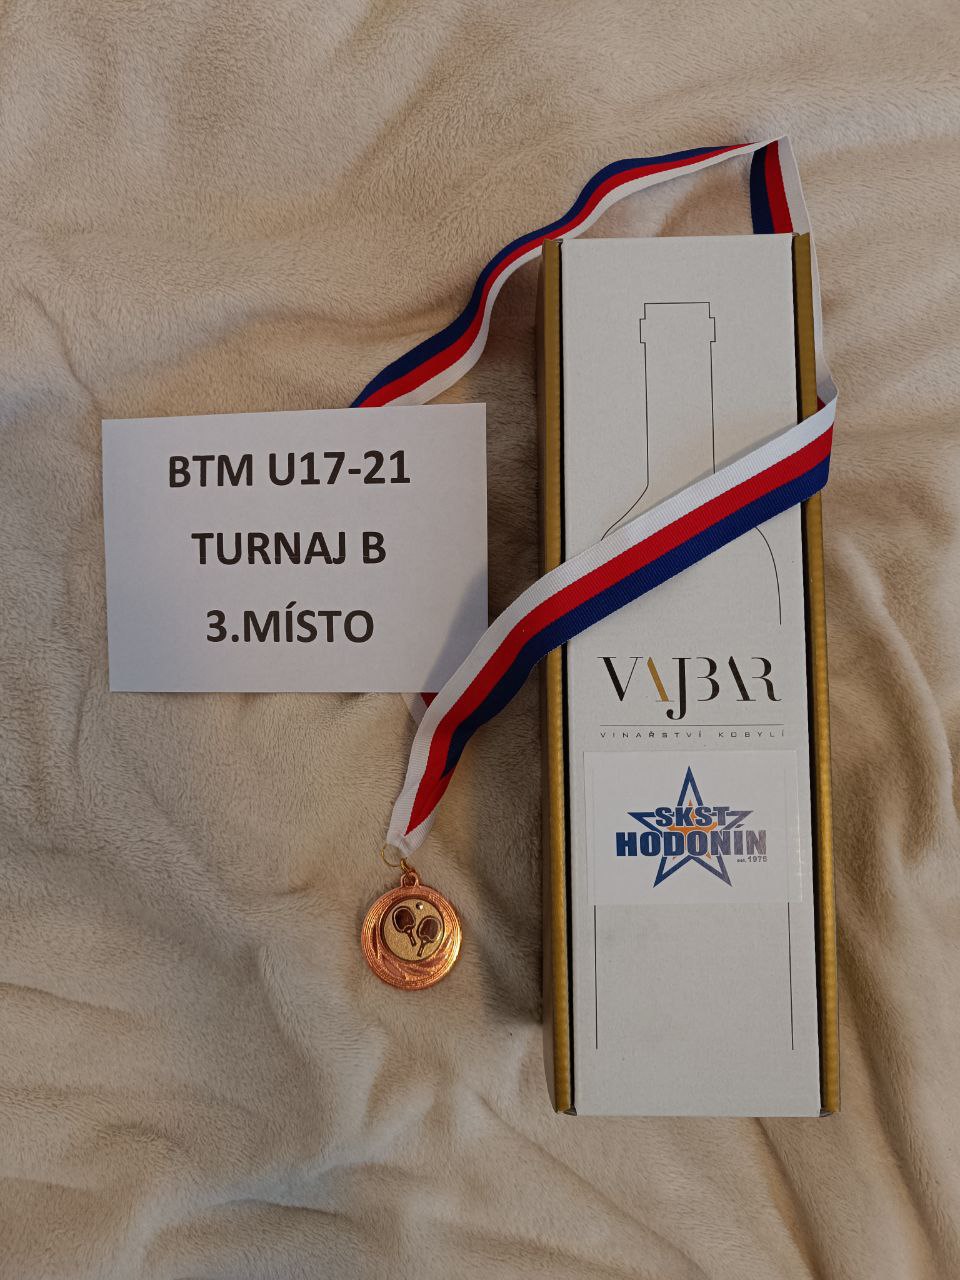 BTM U17-21
TURNAJ B
3.MÍSTO
VAJBAR
VINAŘSTVÍ KOBYLÍ
SKST
HODONÍN
est. 1975